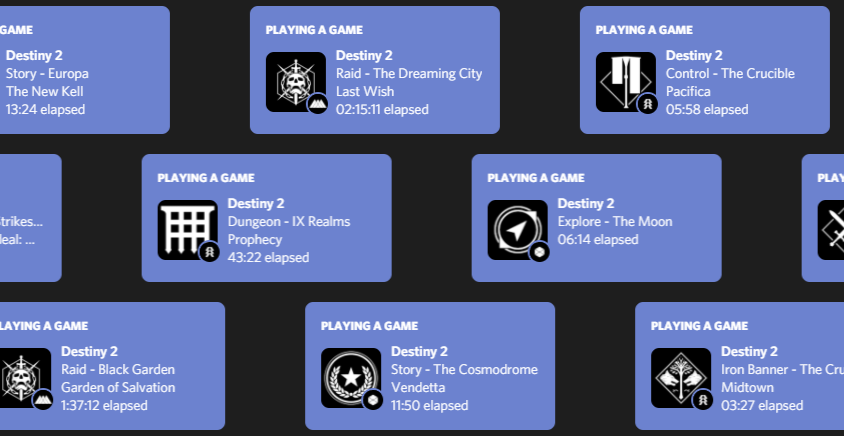 GAME
Destiny 2
Story - Europa
The New Kell
13:24 elapsed
PLAYING A GAME
Destiny 2
Raid - The Dreaming City
Last Wish
02:15:11 elapsed
PLAYING A GAME
Destiny 2
Control - The Crucible
Pacifica
05:58 elapsed
trikes...
eal: ...
PLAYING A GAME
Destiny 2
Dungeon - IX Realms
Prophecy
43:22 elapsed
PLAYING A GAME
Destiny 2
Explore - The Moon
06:14 elapsed
PLAY
LAYING A GAME
Destiny 2
Raid - Black Garden
Garden of Salvation
1:37:12 elapsed
PLAYING A GAME
Destiny 2
Story - The Cosmodrome
Vendetta
11:50 elapsed
PLAYING A GAME
Destiny 2
Iron Banner - The Cru
Midtown
03:27 elapsed